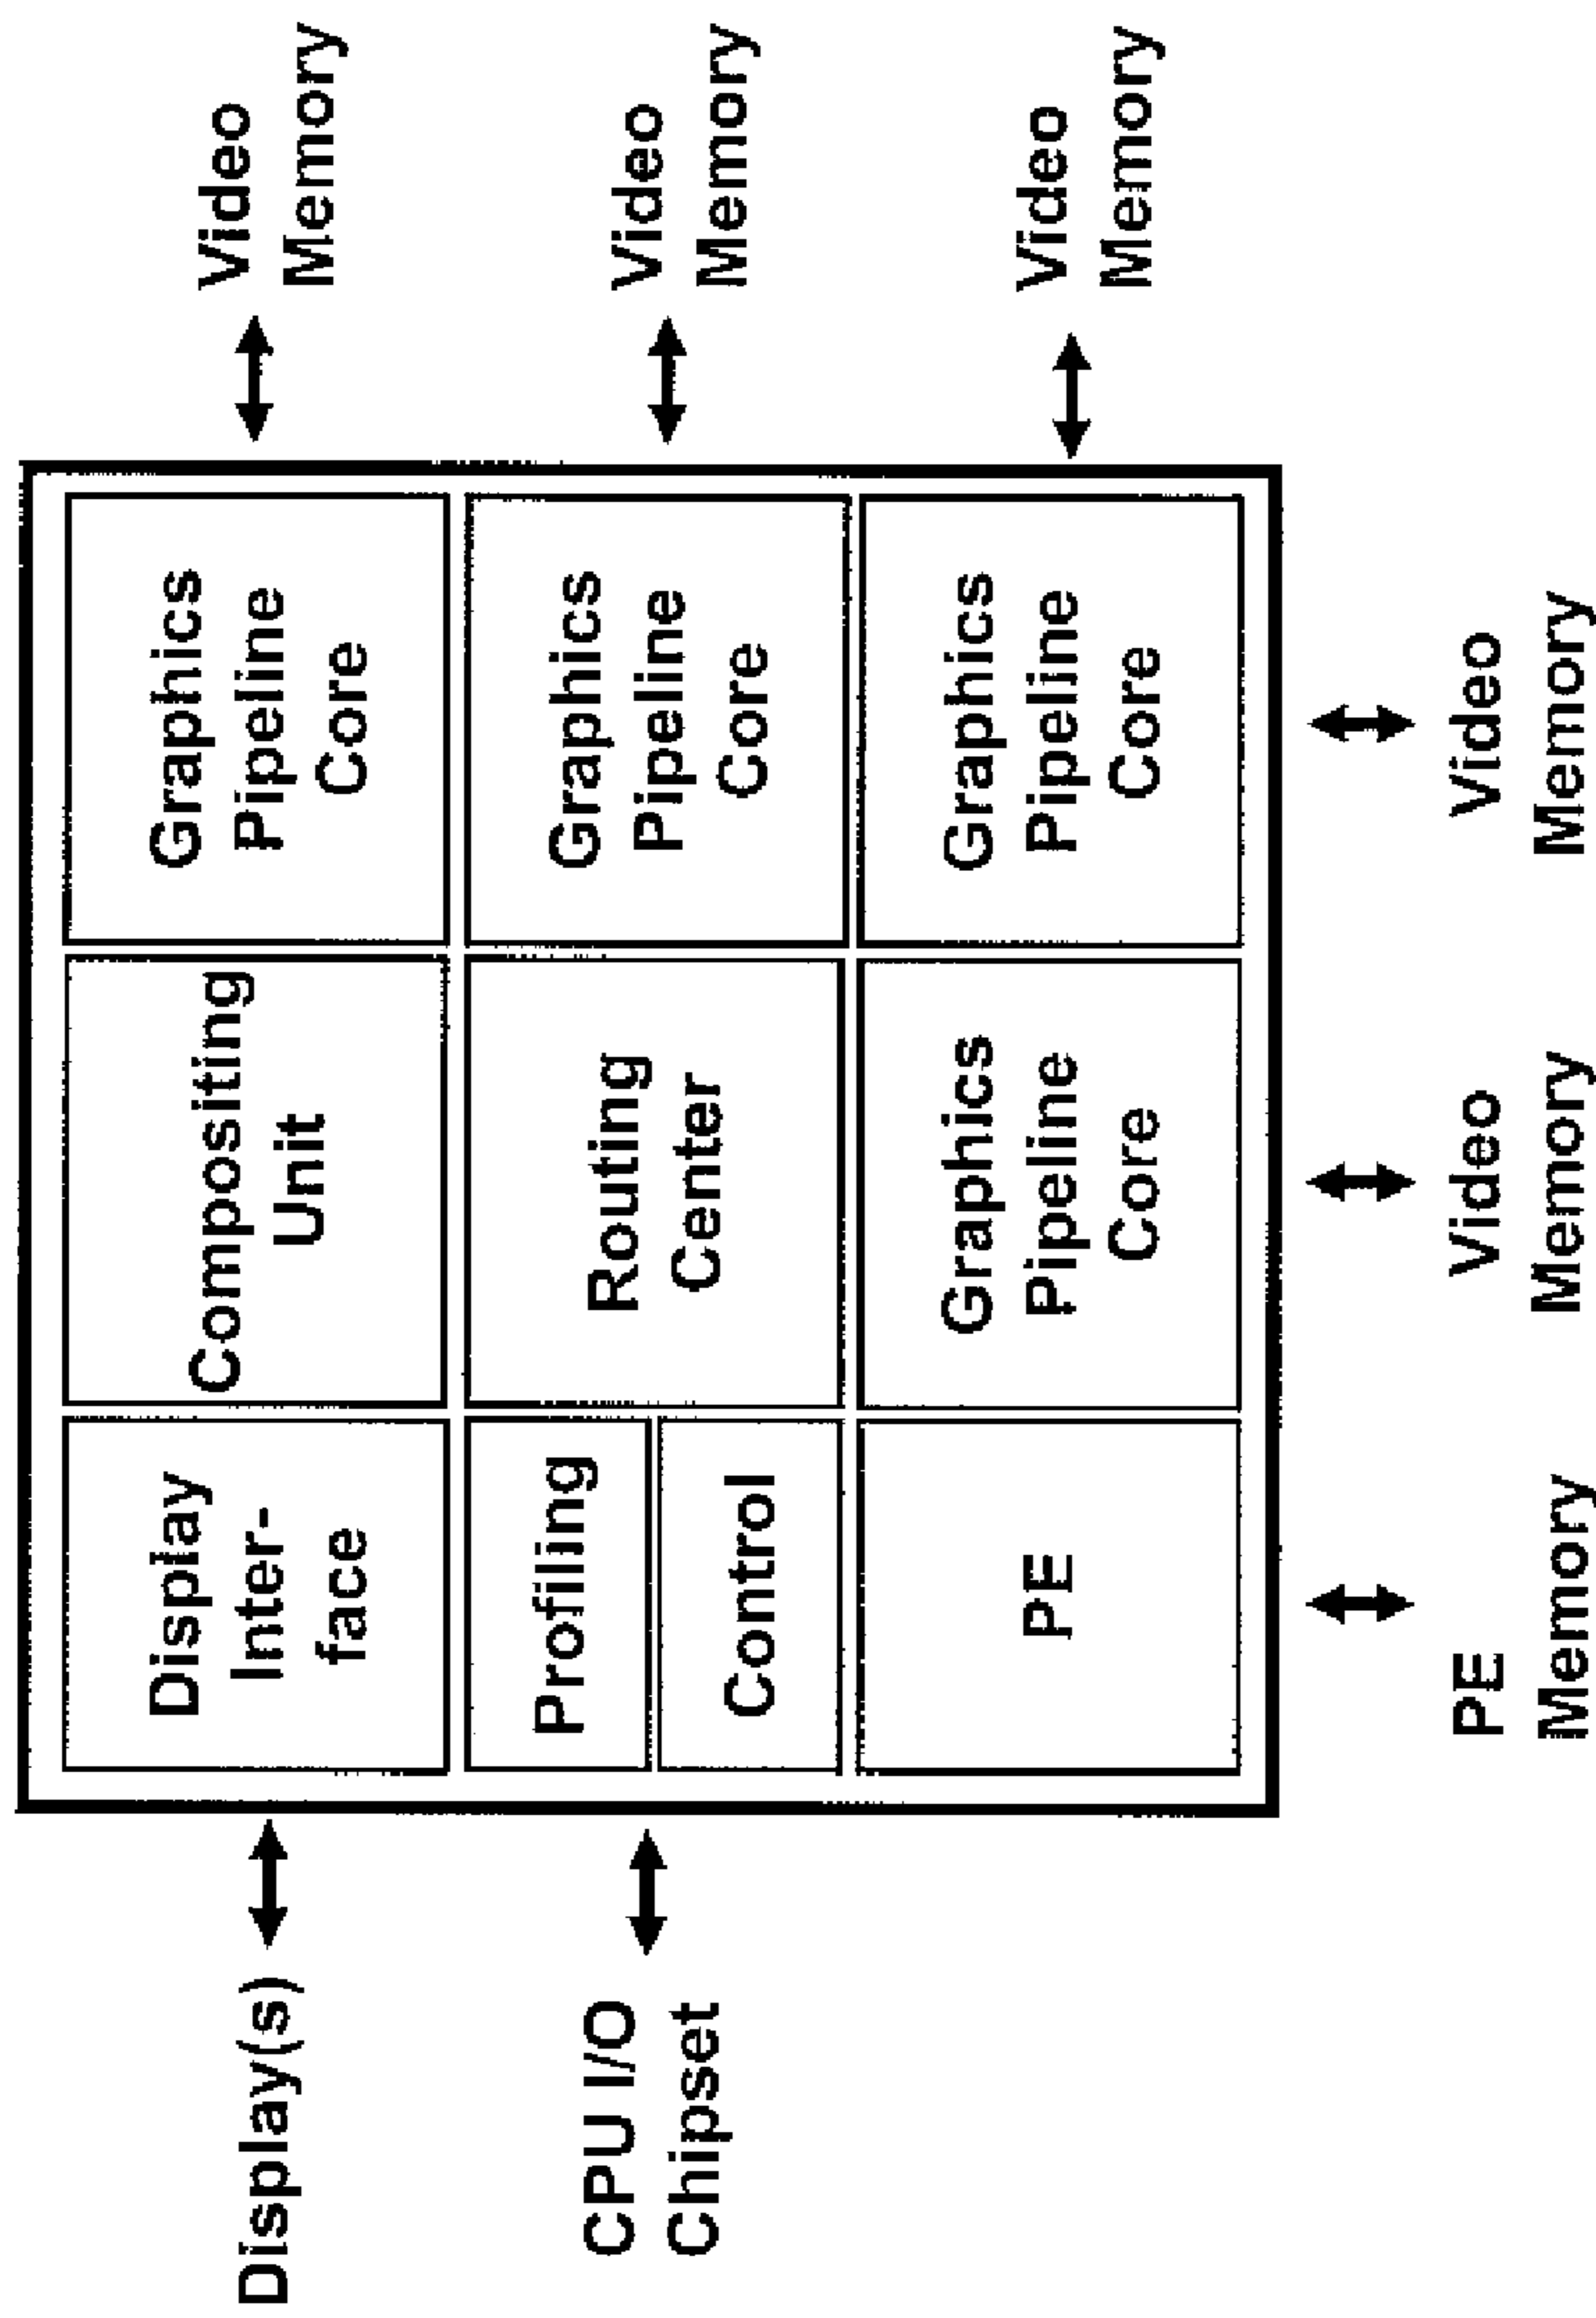 Display(s)
Display
Inter-
face
Compositing
Unit
Graphics
Pipeline
Core
Video
Memory
CPU I/O
Chipset
Profiling
Control
Routing
Center
Graphics
Pipeline
Core
Video
Memory
PE
Graphics
Pipeline
Core
Graphics
Pipeline
Core
Video
Memory
PE
Memory
Video
Memory
Video
Memory